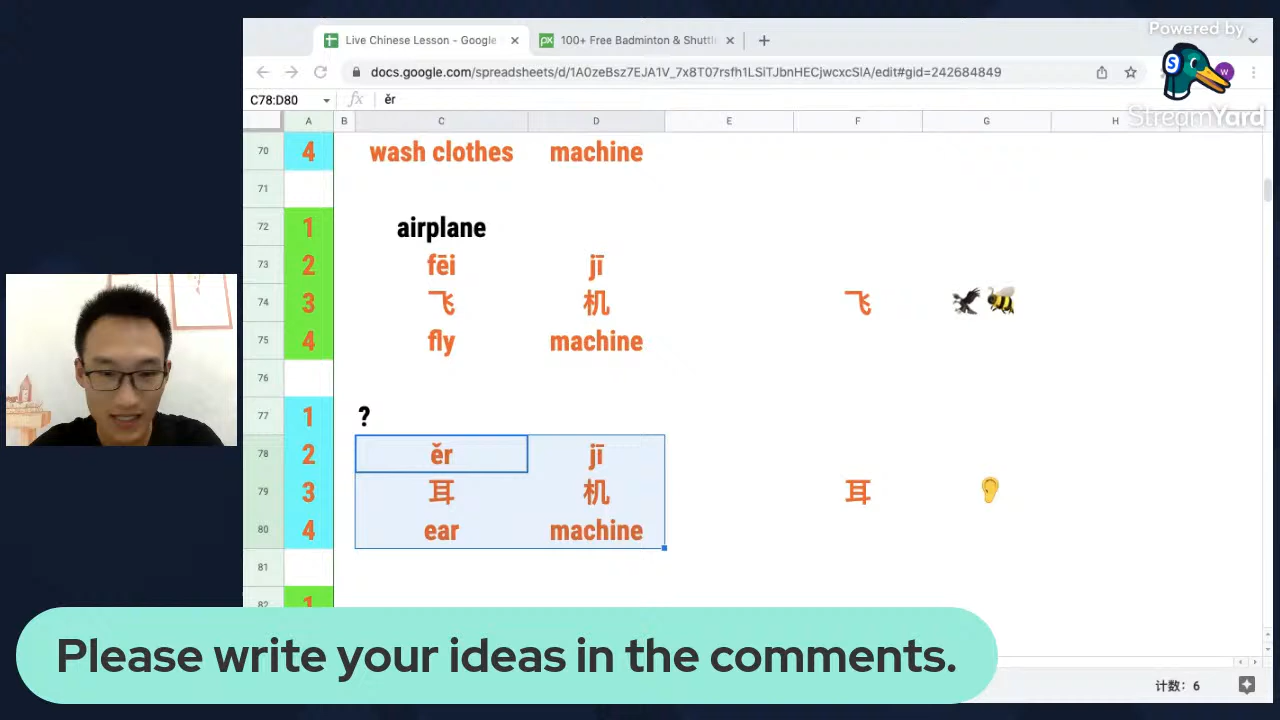 Powered by
StreamYard
Live Chinese Lesson - Google
100+ Free Badminton & Shuttl
docs.google.com/spreadsheets/d/1A0zeBsz7EJA1V_7x8T07rsfh1LSiTJbnHECjwcxcSIA/edit#gid=242684849
W
C78:D80 fx ěr
A B C D E F G H
70 4 wash clothes machine
71
72 1 airplane
73 2 fēi jī
74 3 飞 机 飞
75 4 fly machine
76
77 1 ?
78 2 ěr jī
79 3 耳 机 耳
80 4 ear machine
81
82 1
Please write your ideas in the comments.
计数: 6